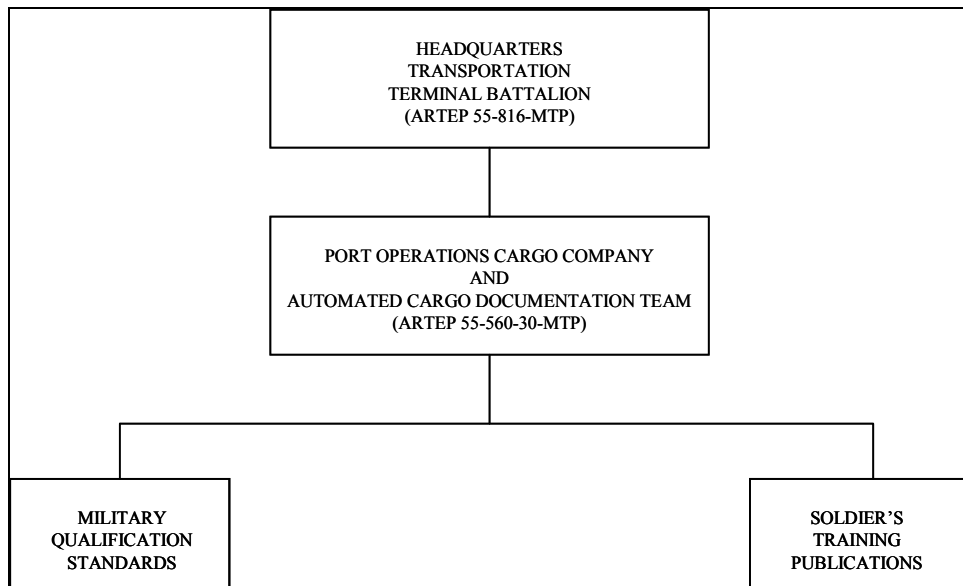 HEADQUARTERS
TRANSPORTATION
TERMINAL BATTALION
(ARTEP 55-816-MTP)
PORT OPERATIONS CARGO COMPANY
AND
AUTOMATED CARGO DOCUMENTATION TEAM
(ARTEP 55-560-30-MTP)
MILITARY
QUALIFICATION
STANDARDS
SOLDIER’S
TRAINING
PUBLICATIONS